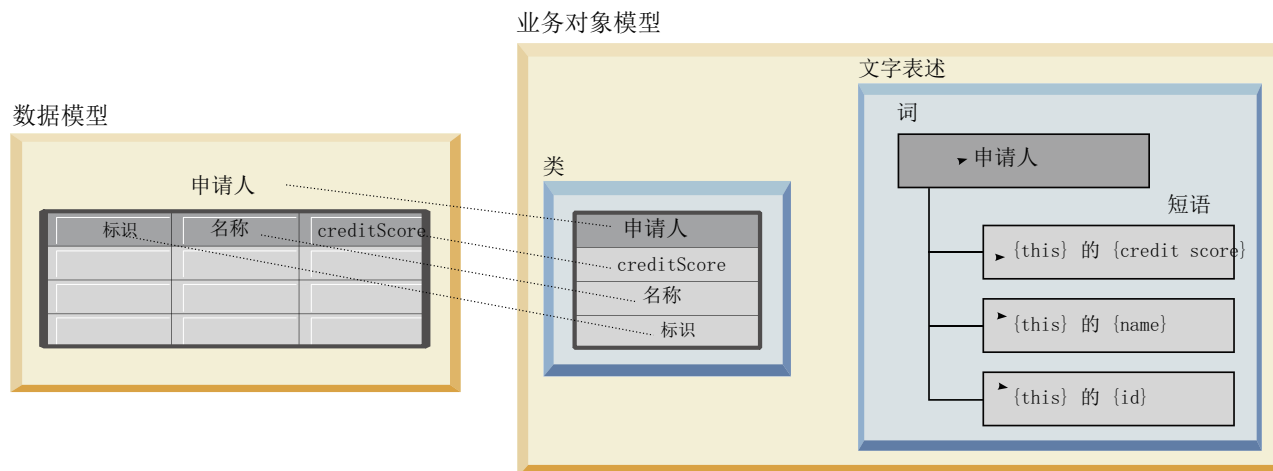 业务对象模型
文字表述
数据模型
词
申请人
类
申请人
短语
标识 名称 creditScore
申请人
{this} 的 {credit score}
creditScore
名称
{this} 的 {name}
标识
{this} 的 {id}